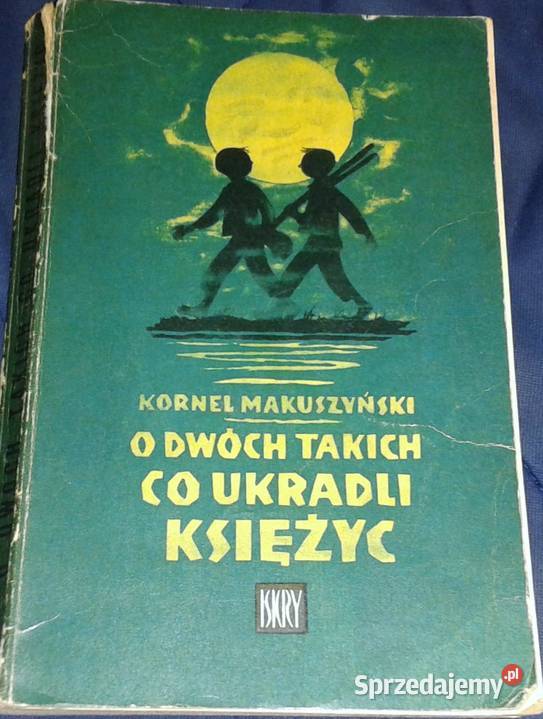 KORNEL MAKUSZYŃSKI
O DWÓCH TAKICH
CO UKRADLI
KSIĘŻYC
ISKRY
Sprzedajemy.pl